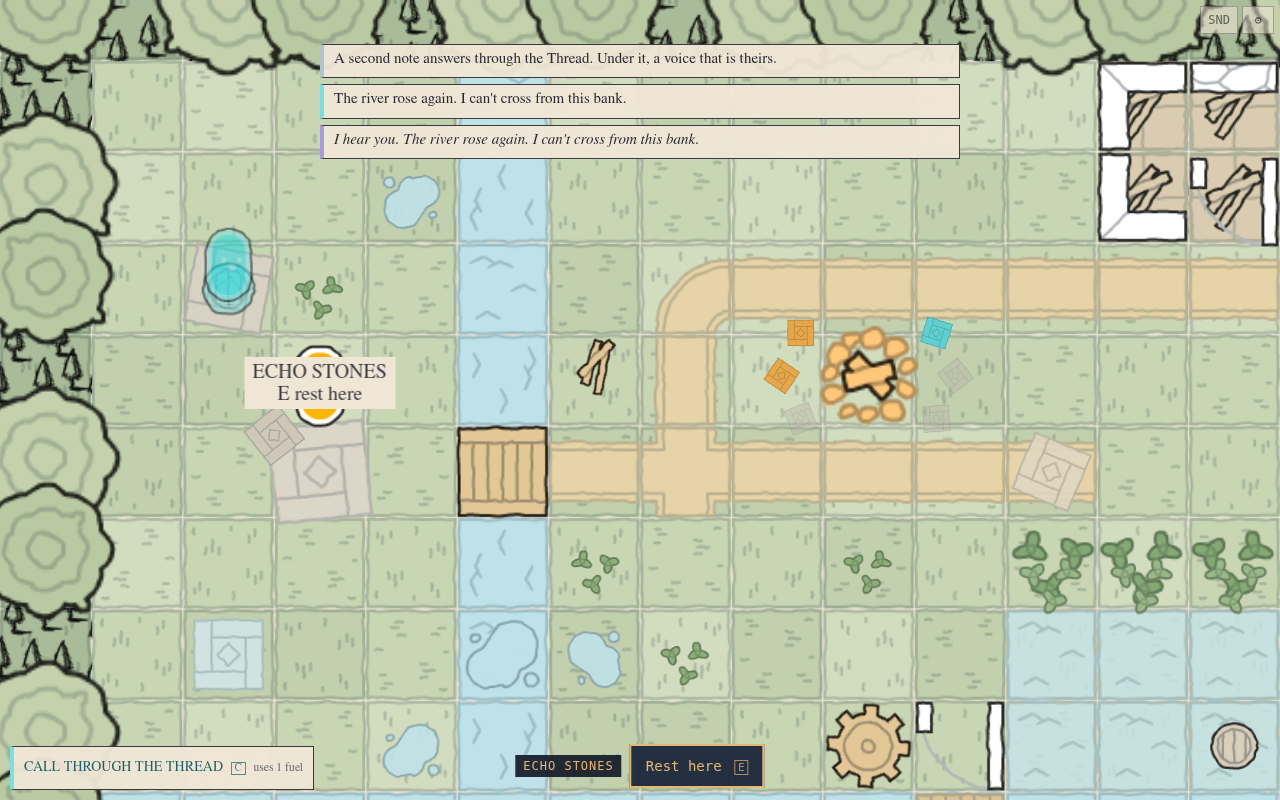 SND
A second note answers through the Thread. Under it, a voice that is theirs.
The river rose again. I can't cross from this bank.
I hear you. The river rose again. I can't cross from this bank.
ECHO STONES
E rest here
CALL THROUGH THE THREAD C uses 1 fuel
ECHO STONES
Rest here E